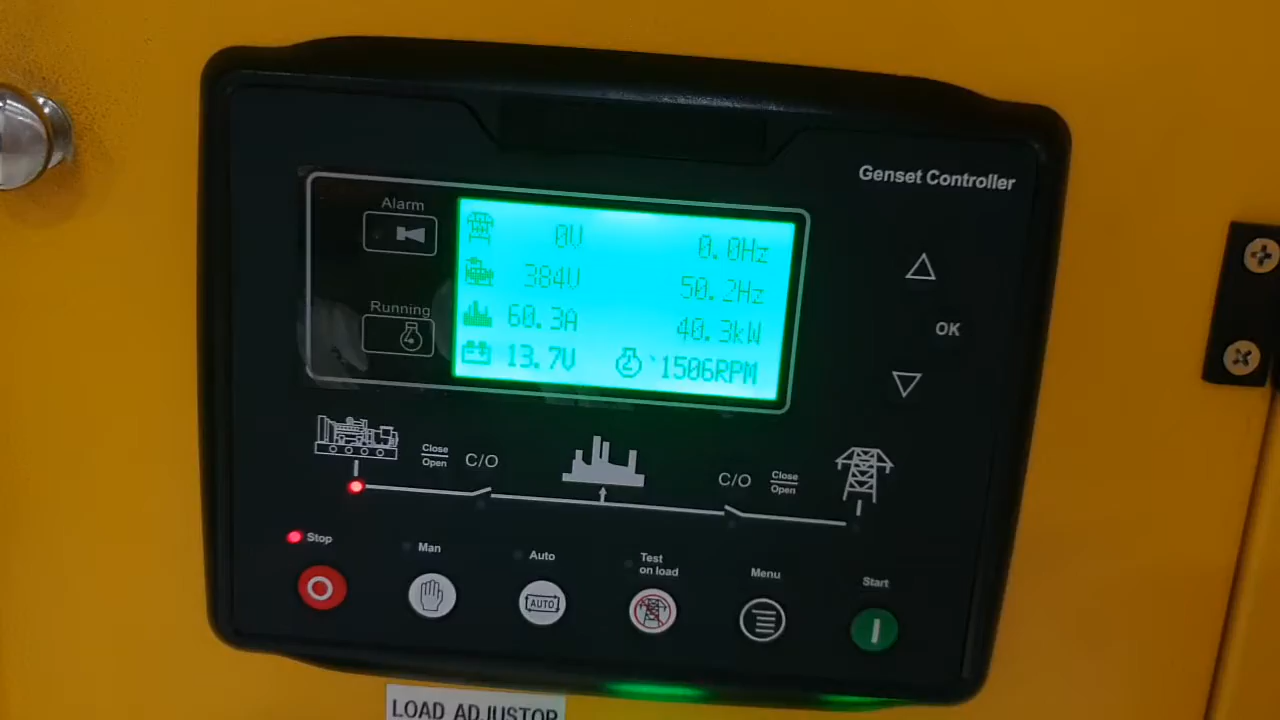 Genset Controller
Alarm
0V 0.0Hz
384V 50.2Hz
60.3A 40.3kW
Running
13.7V 1506RPM
OK
Close
Open
C/O
C/O
Close
Open
Stop
Man
Auto
Test
on load
Menu
Start
AUTO
LOAD ADJUSTOR